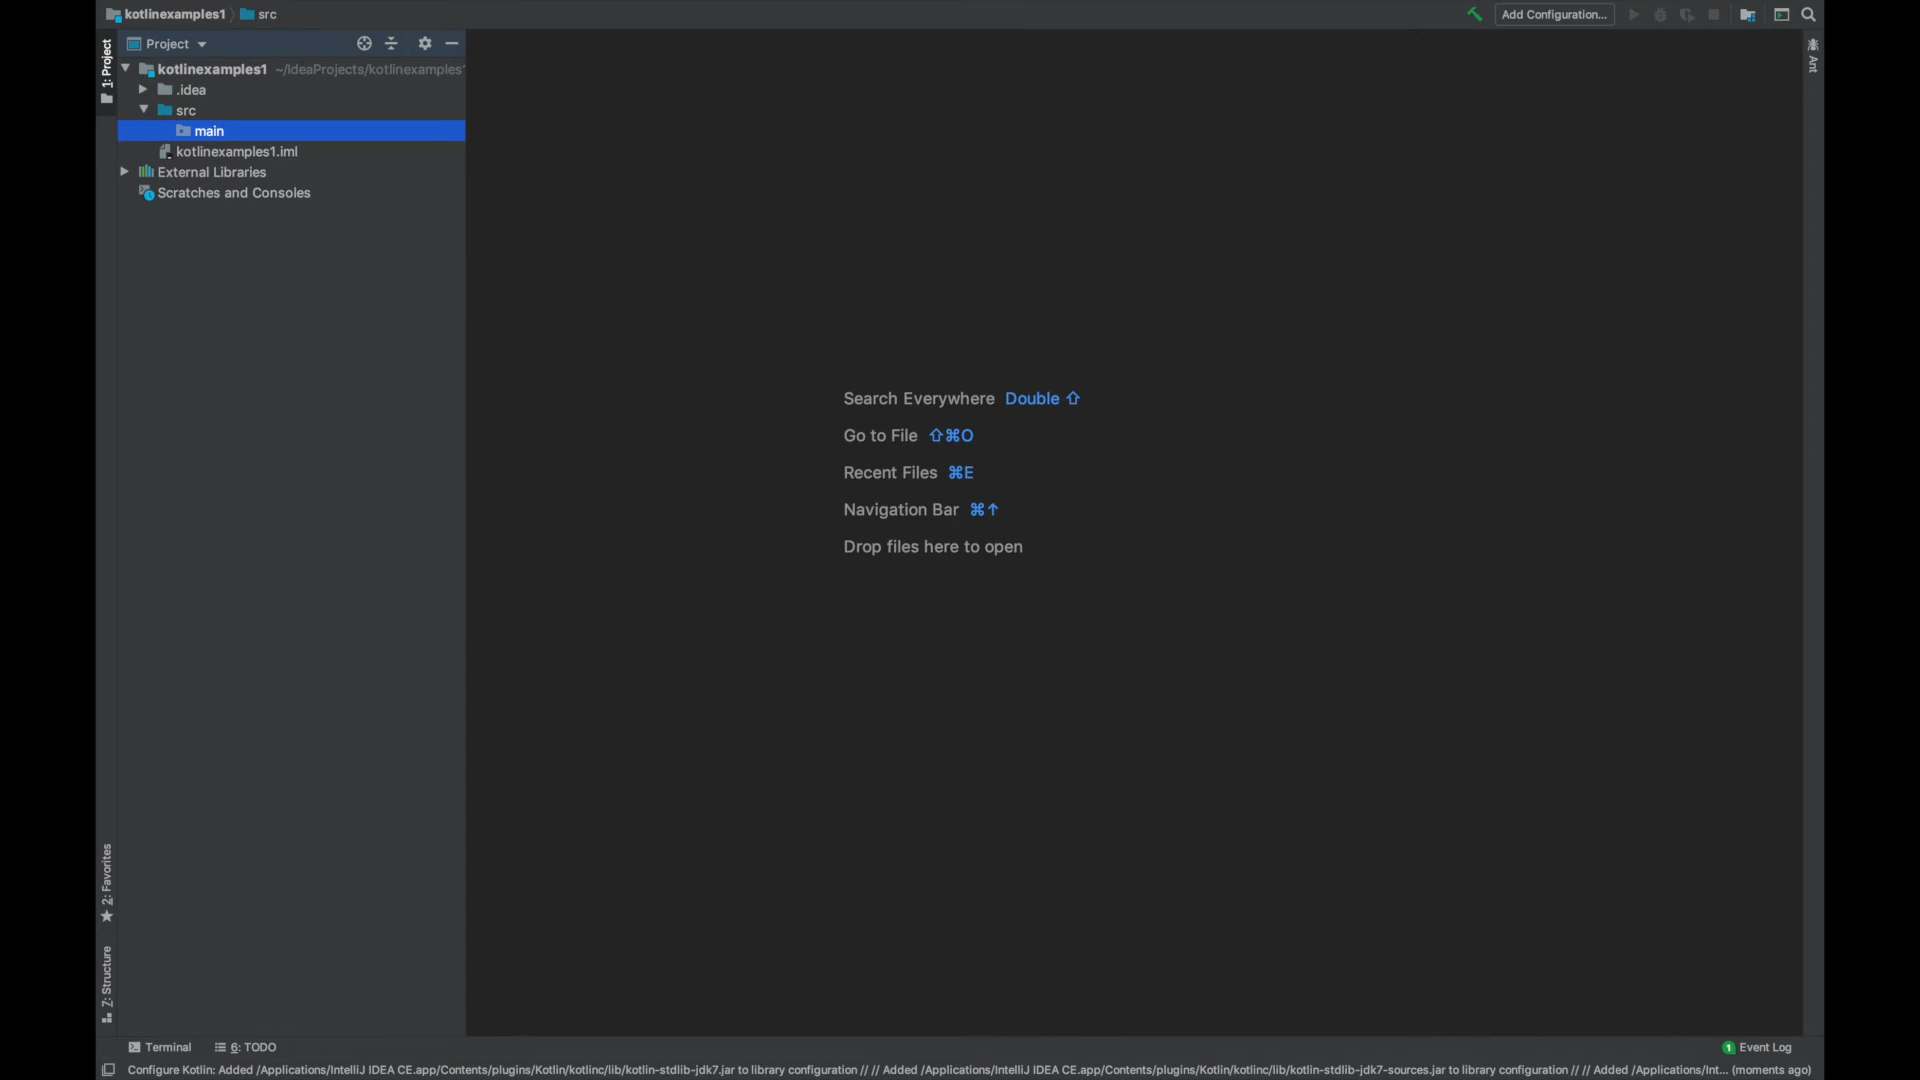 kotlinexamples1 src
Add Configuration...
1: Project
Project
kotlinexamples1 ~/IdeaProjects/kotlinexamples1
.idea
src
main
kotlinexamples1.iml
External Libraries
Scratches and Consoles
Search Everywhere Double ⇧
Go to File ⇧⌘O
Recent Files ⌘E
Navigation Bar ⌘↑
Drop files here to open
Ant
2: Favorites
Z: Structure
Terminal 6: TODO
1 Event Log
Configure Kotlin: Added /Applications/IntelliJ IDEA CE.app/Contents/plugins/Kotlin/kotlinc/lib/kotlin-stdlib-jdk7.jar to library configuration // // Added /Applications/IntelliJ IDEA CE.app/Contents/plugins/Kotlin/kotlinc/lib/kotlin-stdlib-jdk7-sources.jar to library configuration // // Added /Applications/Int... (moments ago)